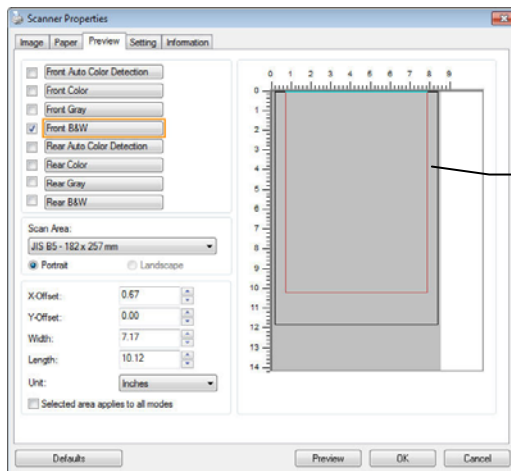 Scanner Properties
Image Paper Preview Setting Information
Front Auto Color Detection
Front Color
Front Gray
Front B&W
Rear Auto Color Detection
Rear Color
Rear Gray
Rear B&W
Scan Area:
JIS B5 - 182 x 257 mm
Portrait Landscape
X-Offset: 0.67
Y-Offset: 0.00
Width: 7.17
Length: 10.12
Unit: Inches
Selected area applies to all modes
0 1 2 3 4 5 6 7 8 9
0
1
2
3
4
5
6
7
8
9
10
11
12
13
14
Defaults Preview OK Cancel